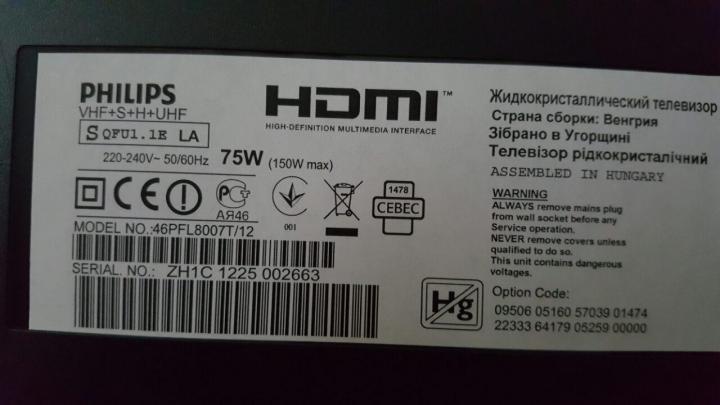 PHILIPS
VHF+S+H+UHF
S QFU1.1E LA
220-240V~ 50/60Hz 75W (150W max)
HDMI™
HIGH-DEFINITION MULTIMEDIA INTERFACE
CE
PC
АЯ46
001
1478
CEBEC
MODEL NO.:46PFL8007T/12
SERIAL. NO.: ZH1C 1225 002663
Жидкокристаллический телевизор
Страна сборки: Венгрия
Зібрано в Угорщині
Телевізор рідкокристалічний
ASSEMBLED IN HUNGARY
WARNING
ALWAYS remove mains plug
from wall socket before any
Service operation.
NEVER remove covers unless
qualified to do so.
This unit contains dangerous
voltages.
Hg
Option Code:
09506 05160 57039 01474
22333 64179 05259 00000